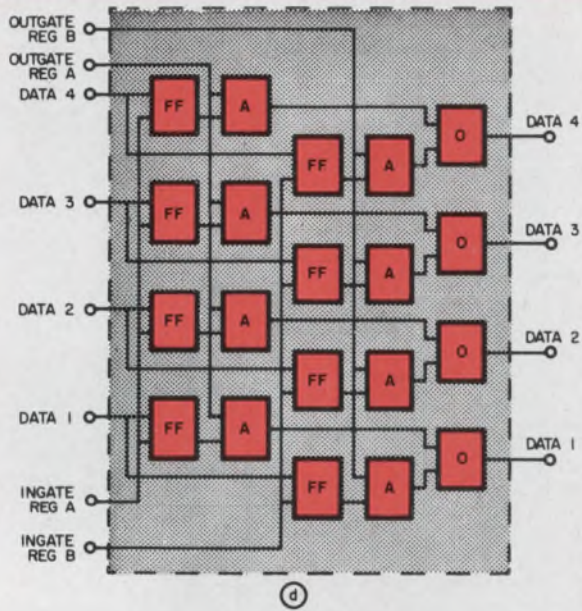 OUTGATE
REG B
OUTGATE
REG A
DATA 4
FF
A
DATA 4
O
FF
A
DATA 3
FF
A
DATA 3
O
FF
A
DATA 2
FF
A
DATA 2
O
FF
A
DATA 1
FF
A
DATA 1
O
FF
A
INGATE
REG A
INGATE
REG B
d